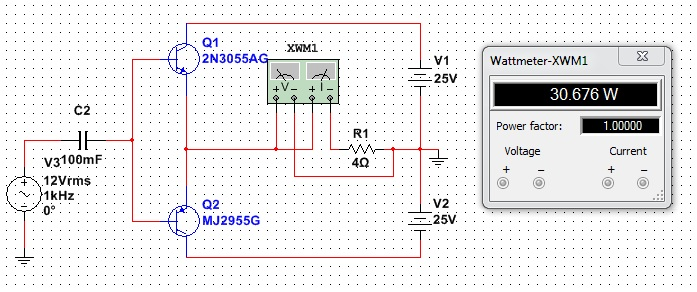 Q1
2N3055AG
XWM1
V
I
V1
25V
C2
100mF
R1
4Ω
V3
12Vrms
1kHz
0°
Q2
MJ2955G
V2
25V
Wattmeter-XWM1
30.676 W
Power factor: 1.00000
Voltage Current
+ - + -